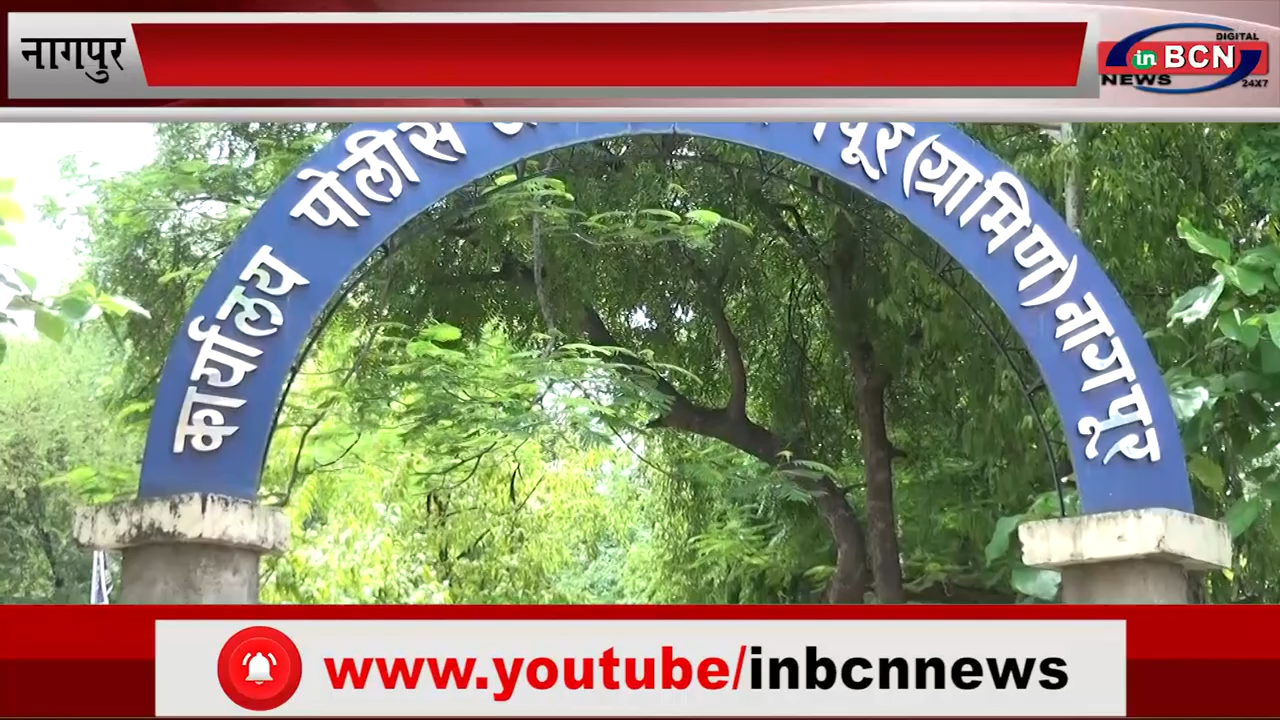 नागपुर
DIGITAL
in BCN
NEWS 24X7
कार्यालय पोलीस (ग्रामिण) नागपूर
www.youtube/inbcnnews